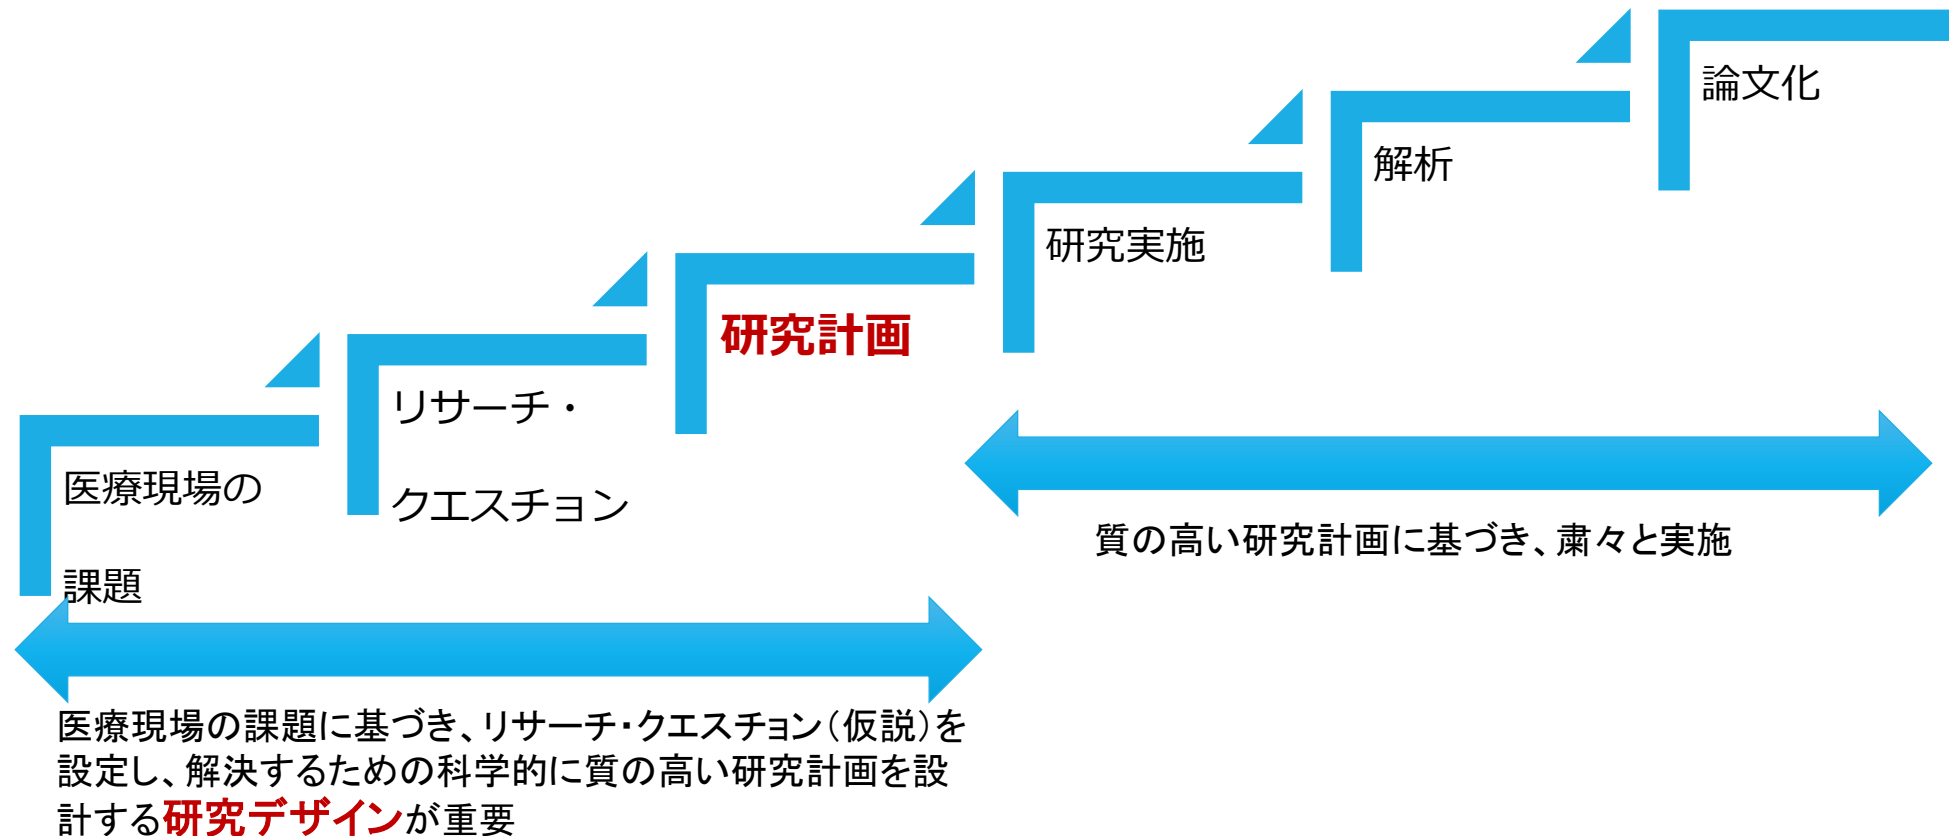 医療現場の
課題
リサーチ・
クエスチョン
研究計画
研究実施
解析
論文化
質の高い研究計画に基づき、粛々と実施
医療現場の課題に基づき、リサーチ・クエスチョン（仮説）を
設定し、解決するための科学的に質の高い研究計画を設
計する研究デザインが重要